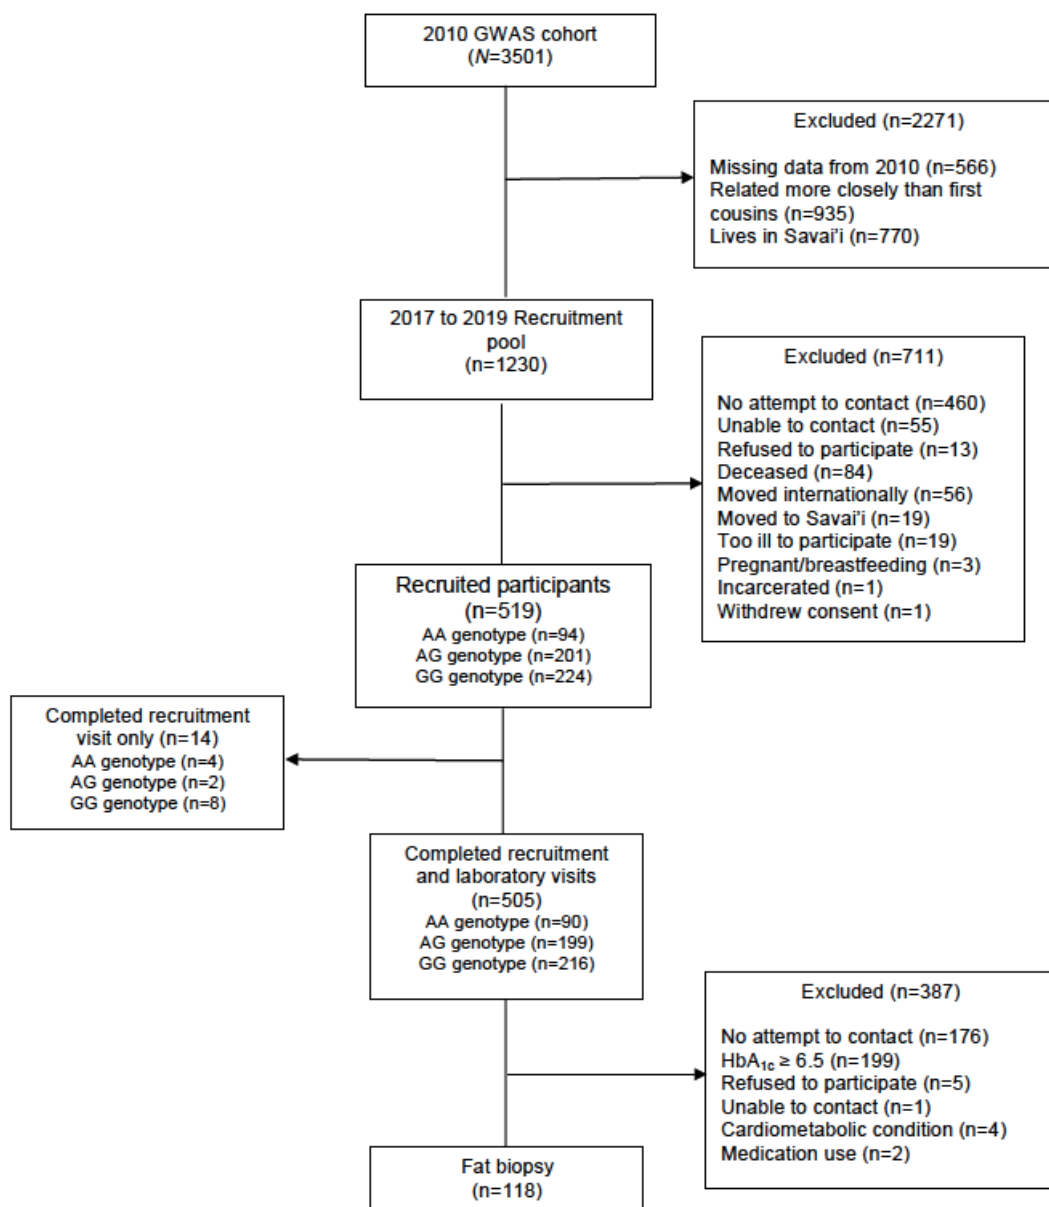 2010 GWAS cohort
(N=3501)
Excluded (n=2271)
Missing data from 2010 (n=566)
Related more closely than first
cousins (n=935)
Lives in Savai'i (n=770)
2017 to 2019 Recruitment
pool
(n=1230)
Excluded (n=711)
No attempt to contact (n=460)
Unable to contact (n=55)
Refused to participate (n=13)
Deceased (n=84)
Moved internationally (n=56)
Moved to Savai'i (n=19)
Too ill to participate (n=19)
Pregnant/breastfeeding (n=3)
Incarcerated (n=1)
Withdrew consent (n=1)
Recruited participants
(n=519)
AA genotype (n=94)
AG genotype (n=201)
GG genotype (n=224)
Completed recruitment
visit only (n=14)
AA genotype (n=4)
AG genotype (n=2)
GG genotype (n=8)
Completed recruitment
and laboratory visits
(n=505)
AA genotype (n=90)
AG genotype (n=199)
GG genotype (n=216)
Excluded (n=387)
No attempt to contact (n=176)
HbA1c ≥ 6.5 (n=199)
Refused to participate (n=5)
Unable to contact (n=1)
Cardiometabolic condition (n=4)
Medication use (n=2)
Fat biopsy
(n=118)